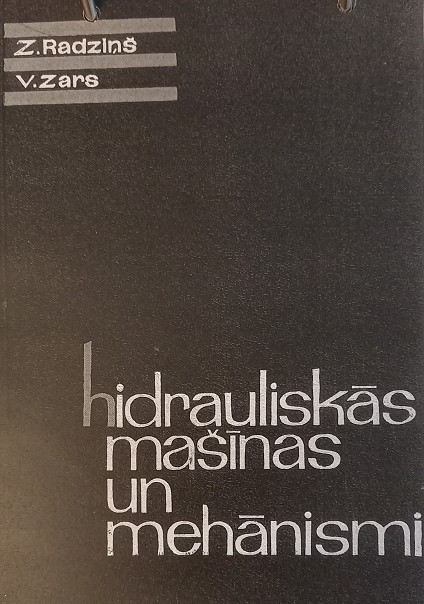 Z.Radziņš
V.Zars
hidrauliskās
mašīnas
un
mehānismi